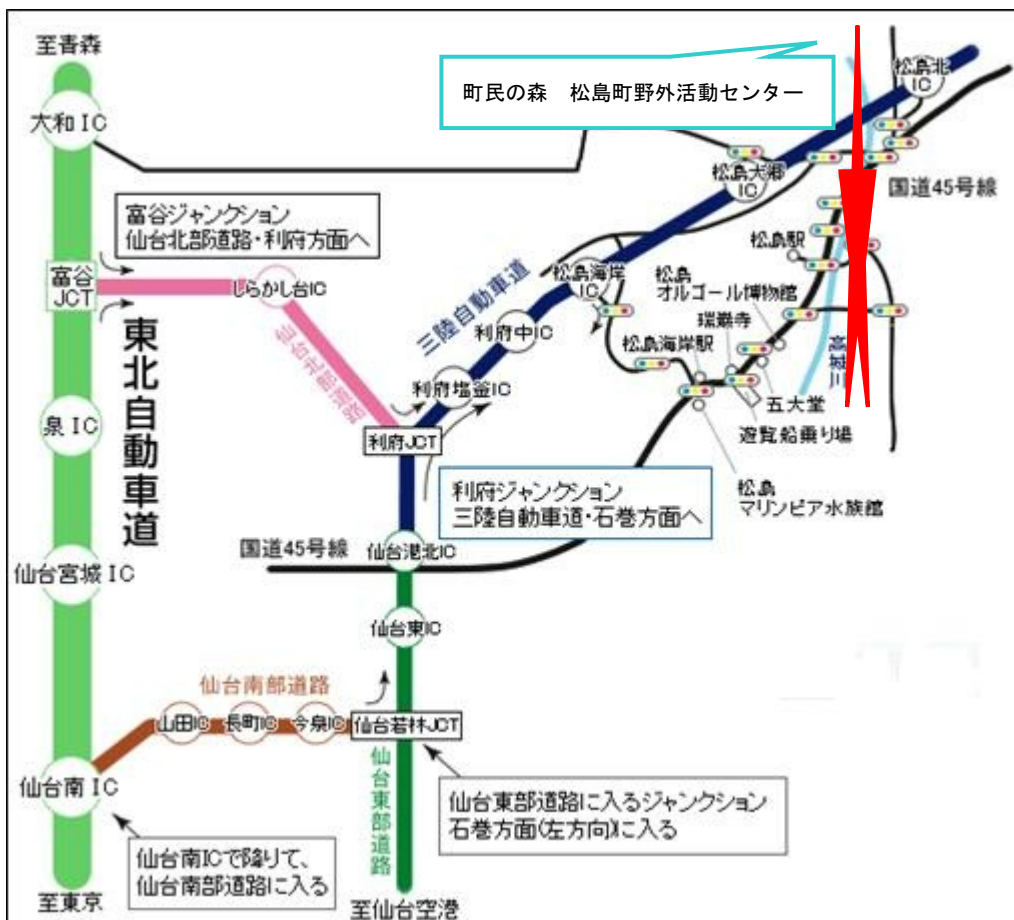 至青森
大和IC
町民の森 松島町野外活動センター
松島北
IC
国道45号線
松島大郷
IC
富谷ジャンクション
仙台北部道路・利府方面へ
富谷
JCT
しらかし台IC
仙台北部道路
三陸自動車道
松島海岸
IC
松島
オルゴール博物館
松島駅
瑞巌寺
高城川
利府中IC
松島海岸駅
利府塩釜IC
五大堂
遊覧船乗り場
東北自動車道
泉IC
利府JCT
利府ジャンクション
三陸自動車道・石巻方面へ
松島
マリンピア水族館
国道45号線
仙台港北IC
仙台宮城IC
仙台東IC
仙台南部道路
山田IC
長町IC
今泉IC
仙台若林JCT
仙台東部道路
仙台南IC
仙台東部道路に入るジャンクション
石巻方面(左方向)に入る
仙台南ICで降りて、
仙台南部道路に入る
至東京
至仙台空港